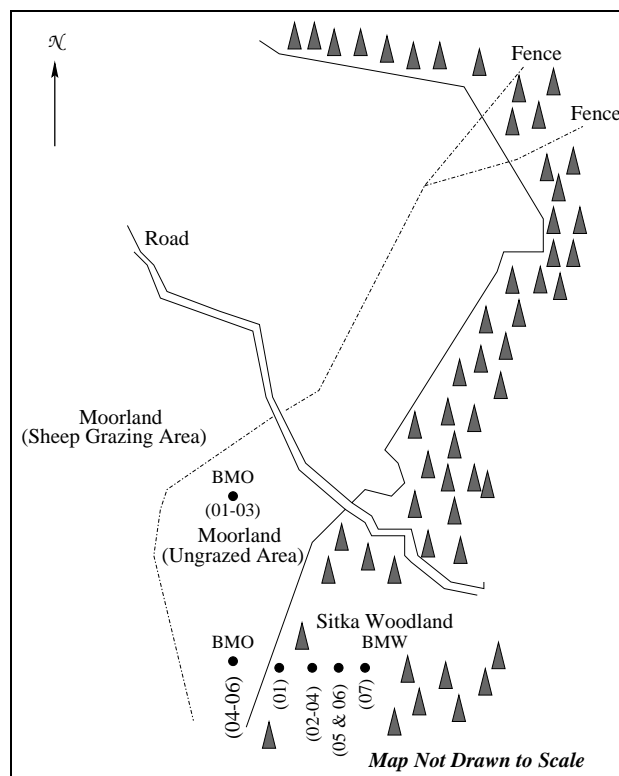 N
Fence
Fence
Road
Moorland
(Sheep Grazing Area)
BMO
(01-03)
Moorland
(Ungrazed Area)
Sitka Woodland
BMO
BMW
(04-06)
(01)
(02-04)
(05 & 06)
(07)
Map Not Drawn to Scale